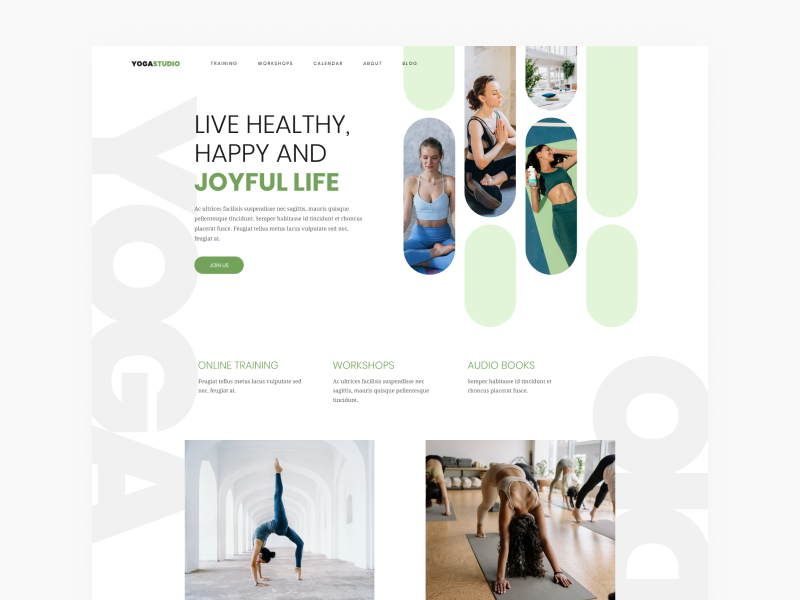 YOGASTUDIO TRAINING WORKSHOPS CALENDAR ABOUT BLOG
YOGA
LIVE HEALTHY,
HAPPY AND
JOYFUL LIFE
Ac ultrices facilisis suspendisse nec sagittis, mauris quisque
pellentesque tincidunt. Semper habitasse id tincidunt et rhoncus
placerat fusce. Feugiat tellus metus lacus vulputate sed nec,
feugiat at.
JOIN US
ONLINE TRAINING
Feugiat tellus metus lacus vulputate sed
nec, feugiat at.
WORKSHOPS
Ac ultrices facilisis suspendisse nec
sagittis, mauris quisque pellentesque
tincidunt.
AUDIO BOOKS
Semper habitasse id tincidunt et
rhoncus placerat fusce.